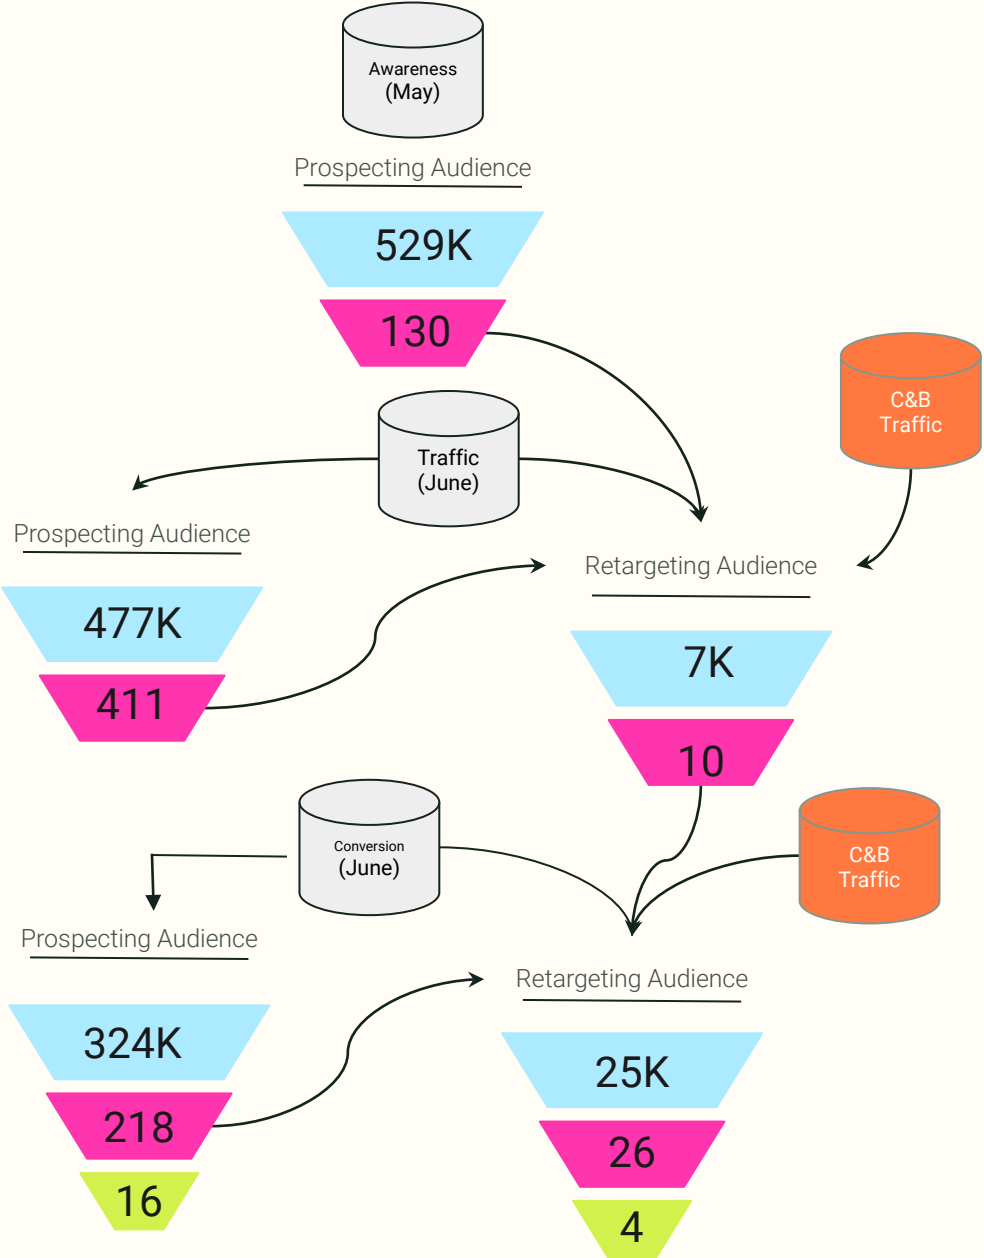 Awareness
(May)
Prospecting Audience
529K
130
C&B
Traffic
Traffic
(June)
Prospecting Audience
Retargeting Audience
477K
411
7K
10
Conversion
(June)
C&B
Traffic
Prospecting Audience
Retargeting Audience
324K
218
16
25K
26
4